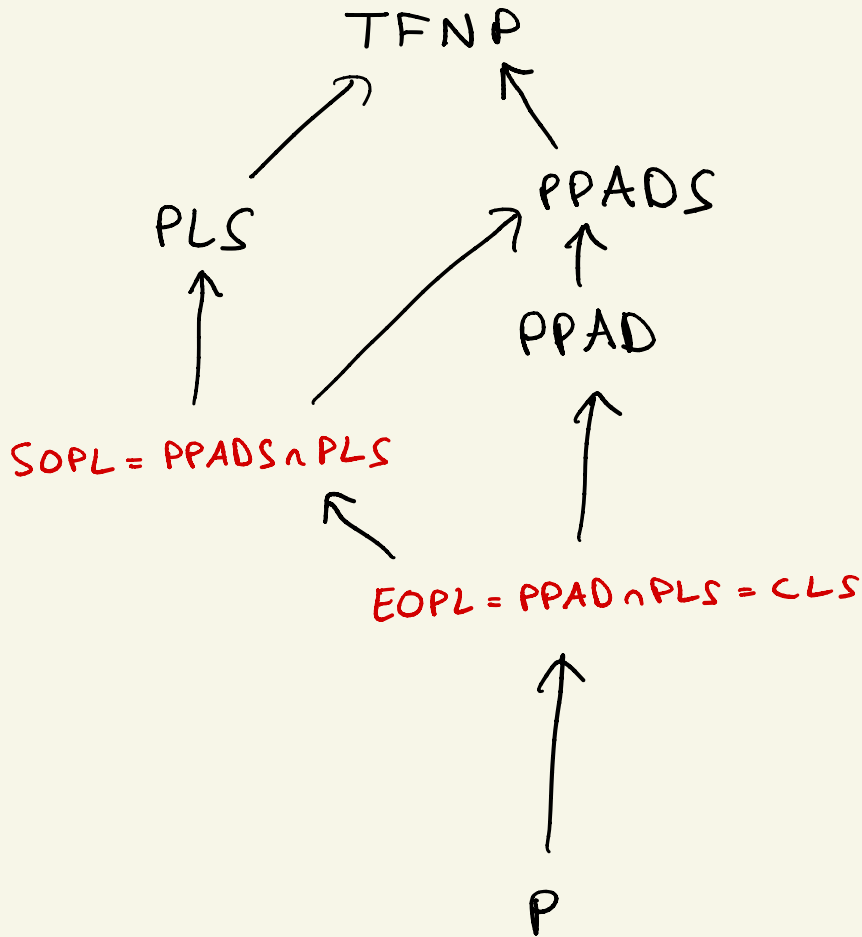 TFNP
PPADS
PLS
PPAD
SOPL = PPADS ∩ PLS
EOPL = PPAD ∩ PLS = CLS
P